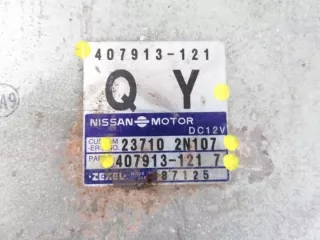 407913-121
Q Y
NISSAN MOTOR
DC12V
23710 2N107
407913-121 7
ZEXEL 87125